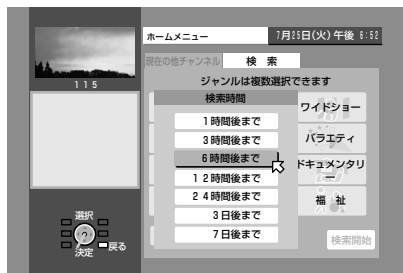 ホームメニュー
7月25日(火)午後 6:52
現在の他チャンネル
検 索
115
ジャンルは複数選択できます
検索時間
ワイドショー
1時間後まで
3時間後まで
バラエティ
6時間後まで
ドキュメンタリー
12時間後まで
24時間後まで
福 祉
3日後まで
7日後まで
検索開始
選択
?
戻る
決定